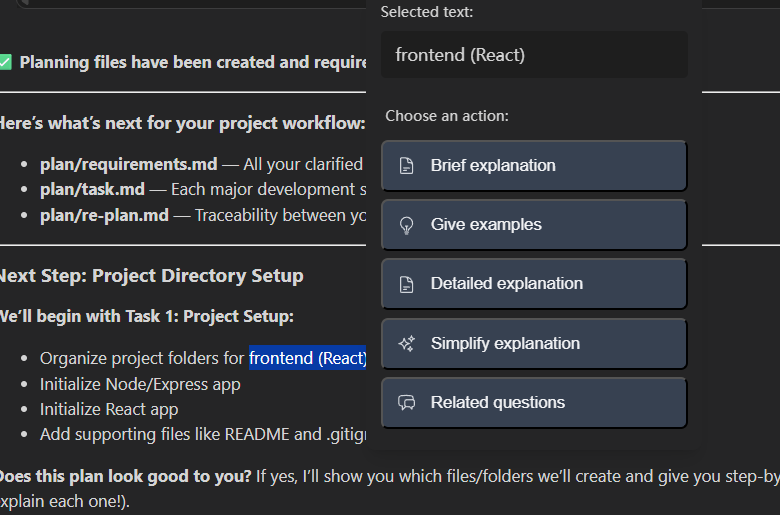 Selected text:
frontend (React)
Choose an action:
Brief explanation
Give examples
Detailed explanation
Simplify explanation
Related questions
Planning files have been created and require
Here's what's next for your project workflow:
plan/requirements.md — All your clarified
plan/task.md — Each major development s
plan/re-plan.md — Traceability between yo
Next Step: Project Directory Setup
We'll begin with Task 1: Project Setup:
Organize project folders for frontend (React)
Initialize Node/Express app
Initialize React app
Add supporting files like README and .gitign
Does this plan look good to you? If yes, I'll show you which files/folders we'll create and give you step-by
explain each one!).